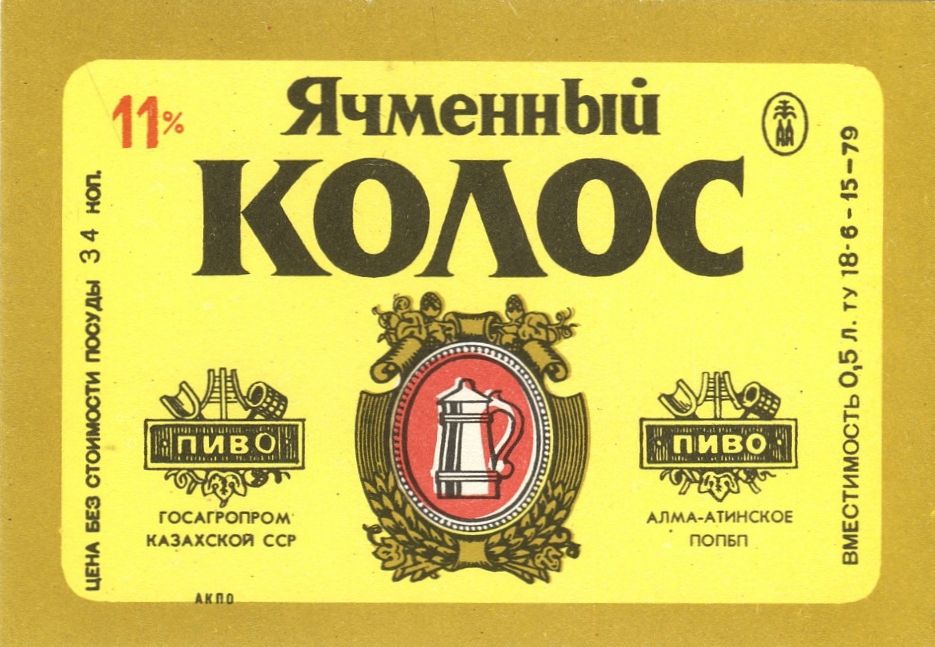 11%
Ячменный
КОЛОС
АА
ЦЕНА БЕЗ СТОИМОСТИ ПОСУДЫ 34 КОП.
ВМЕСТИМОСТЬ 0,5 Л. ТУ 18-6-15-79
ПИВО
ГОСАГРОПРОМ
КАЗАХСКОЙ ССР
ПИВО
АЛМА-АТИНСКОЕ
ПОПБП
АКПО